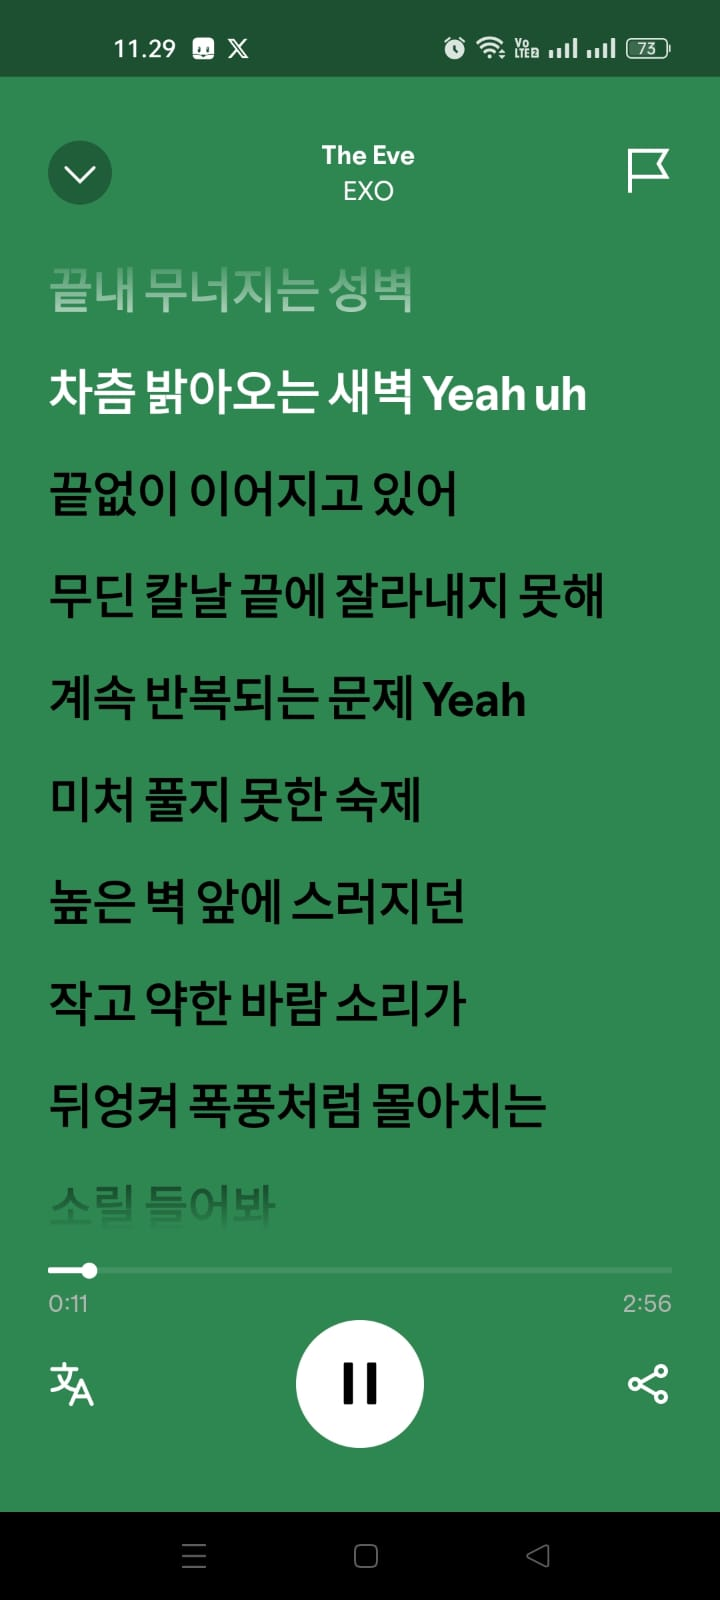 11.29 VoLTE2 73
The Eve
EXO
끝내 무너지는 성벽
차츰 밝아오는 새벽 Yeah uh
끝없이 이어지고 있어
무딘 칼날 끝에 잘라내지 못해
계속 반복되는 문제 Yeah
미처 풀지 못한 숙제
높은 벽 앞에 스러지던
작고 약한 바람 소리가
뒤엉켜 폭풍처럼 몰아치는
소릴 들어봐
0:11 2:56